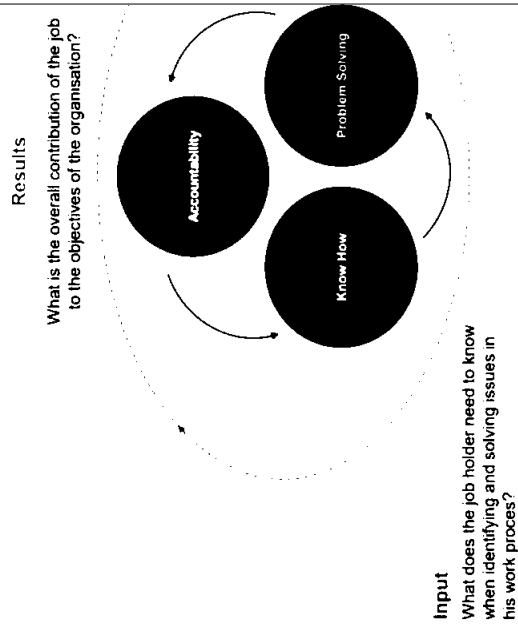 Results
What is the overall contribution of the job
to the objectives of the organisation?
Accountability
Know How
Problem Solving
Input
What does the job holder need to know
when identifying and solving issues in
his work proces?